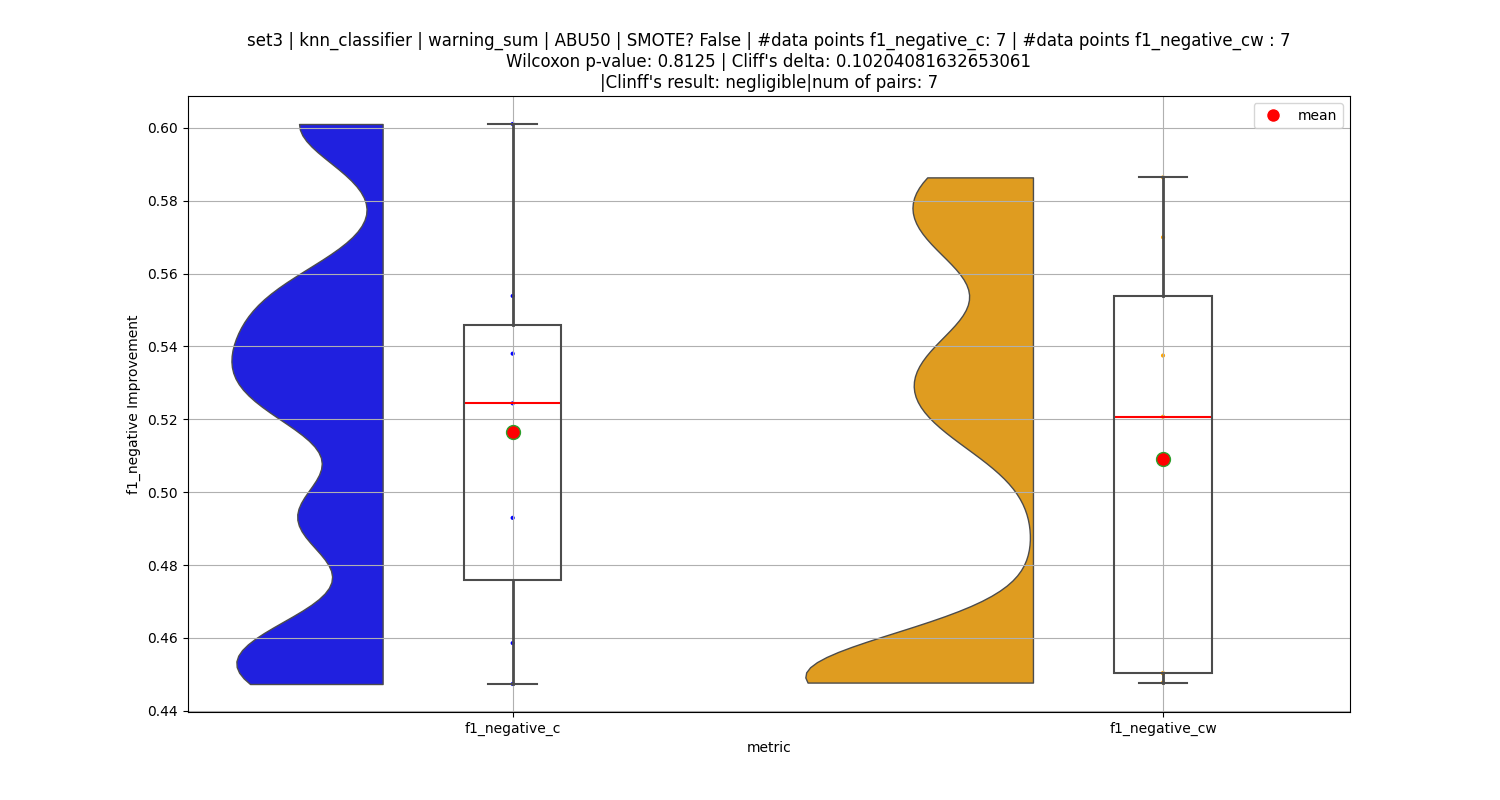 set3 | knn_classifier | warning_sum | ABU50 | SMOTE? False | #data points f1_negative_c: 7 | #data points f1_negative_cw : 7
Wilcoxon p-value: 0.8125 | Cliff's delta: 0.10204081632653061
|Clinff's result: negligible|num of pairs: 7
mean
0.60
0.58
0.56
0.54
0.52
0.50
0.48
0.46
0.44
f1_negative Improvement
f1_negative_c
f1_negative_cw
metric